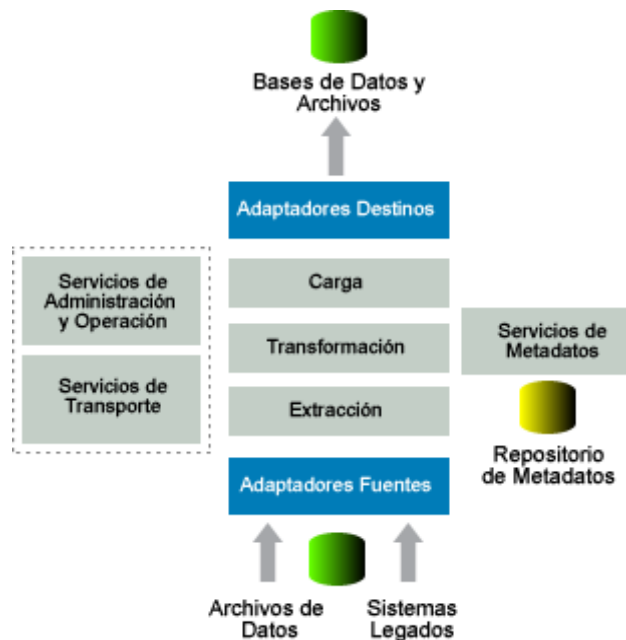 Bases de Datos y
Archivos
Adaptadores Destinos
Servicios de
Administración
y Operación
Servicios de
Transporte
Carga
Transformación
Extracción
Servicios de
Metadatos
Repositorio
de Metadatos
Adaptadores Fuentes
Archivos de
Datos
Sistemas
Legados